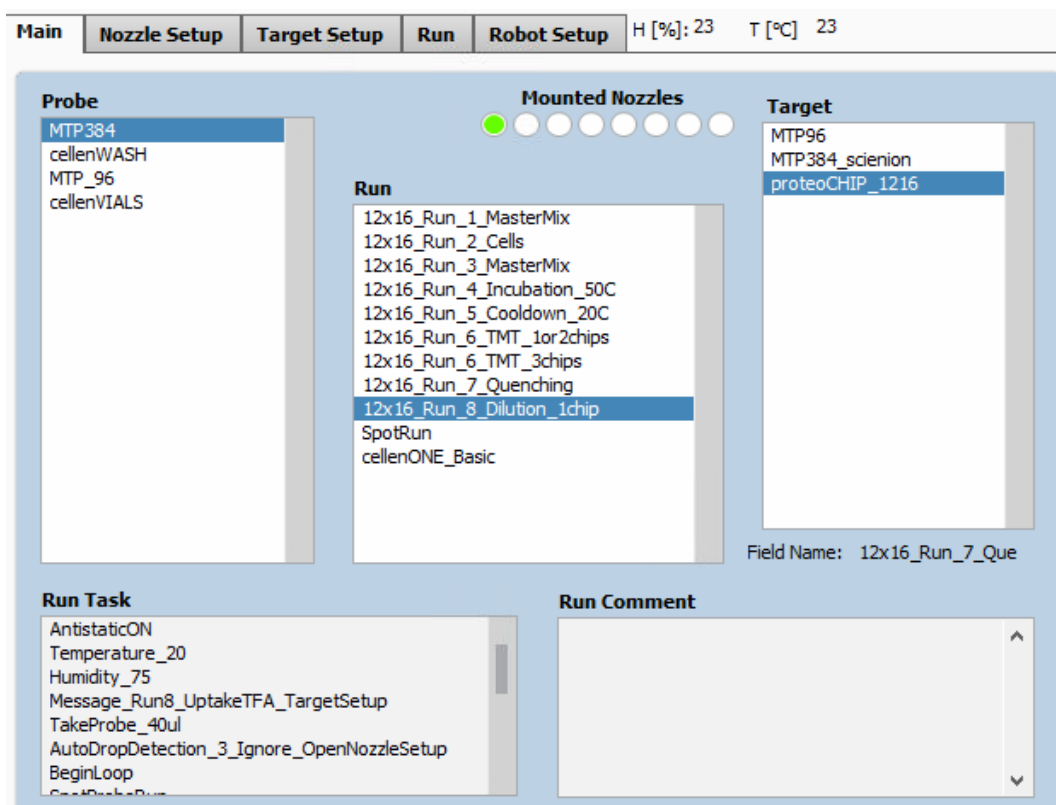 Main Nozzle Setup Target Setup Run Robot Setup H [%]: 23 T [°C] 23
Probe
MTP384
cellenWASH
MTP_96
cellenVIALS
Mounted Nozzles
Run
12x16_Run_1_MasterMix
12x16_Run_2_Cells
12x16_Run_3_MasterMix
12x16_Run_4_Incubation_50C
12x16_Run_5_Cooldown_20C
12x16_Run_6_TMT_1or2chips
12x16_Run_6_TMT_3chips
12x16_Run_7_Quenching
12x16_Run_8_Dilution_1chip
SpotRun
cellenONE_Basic
Target
MTP96
MTP384_scienion
proteoCHIP_1216
Field Name: 12x16_Run_7_Que
Run Task
AntistaticON
Temperature_20
Humidity_75
Message_Run8_UptakeTFA_TargetSetup
TakeProbe_40ul
AutoDropDetection_3_Ignore_OpenNozzleSetup
BeginLoop
Run Comment